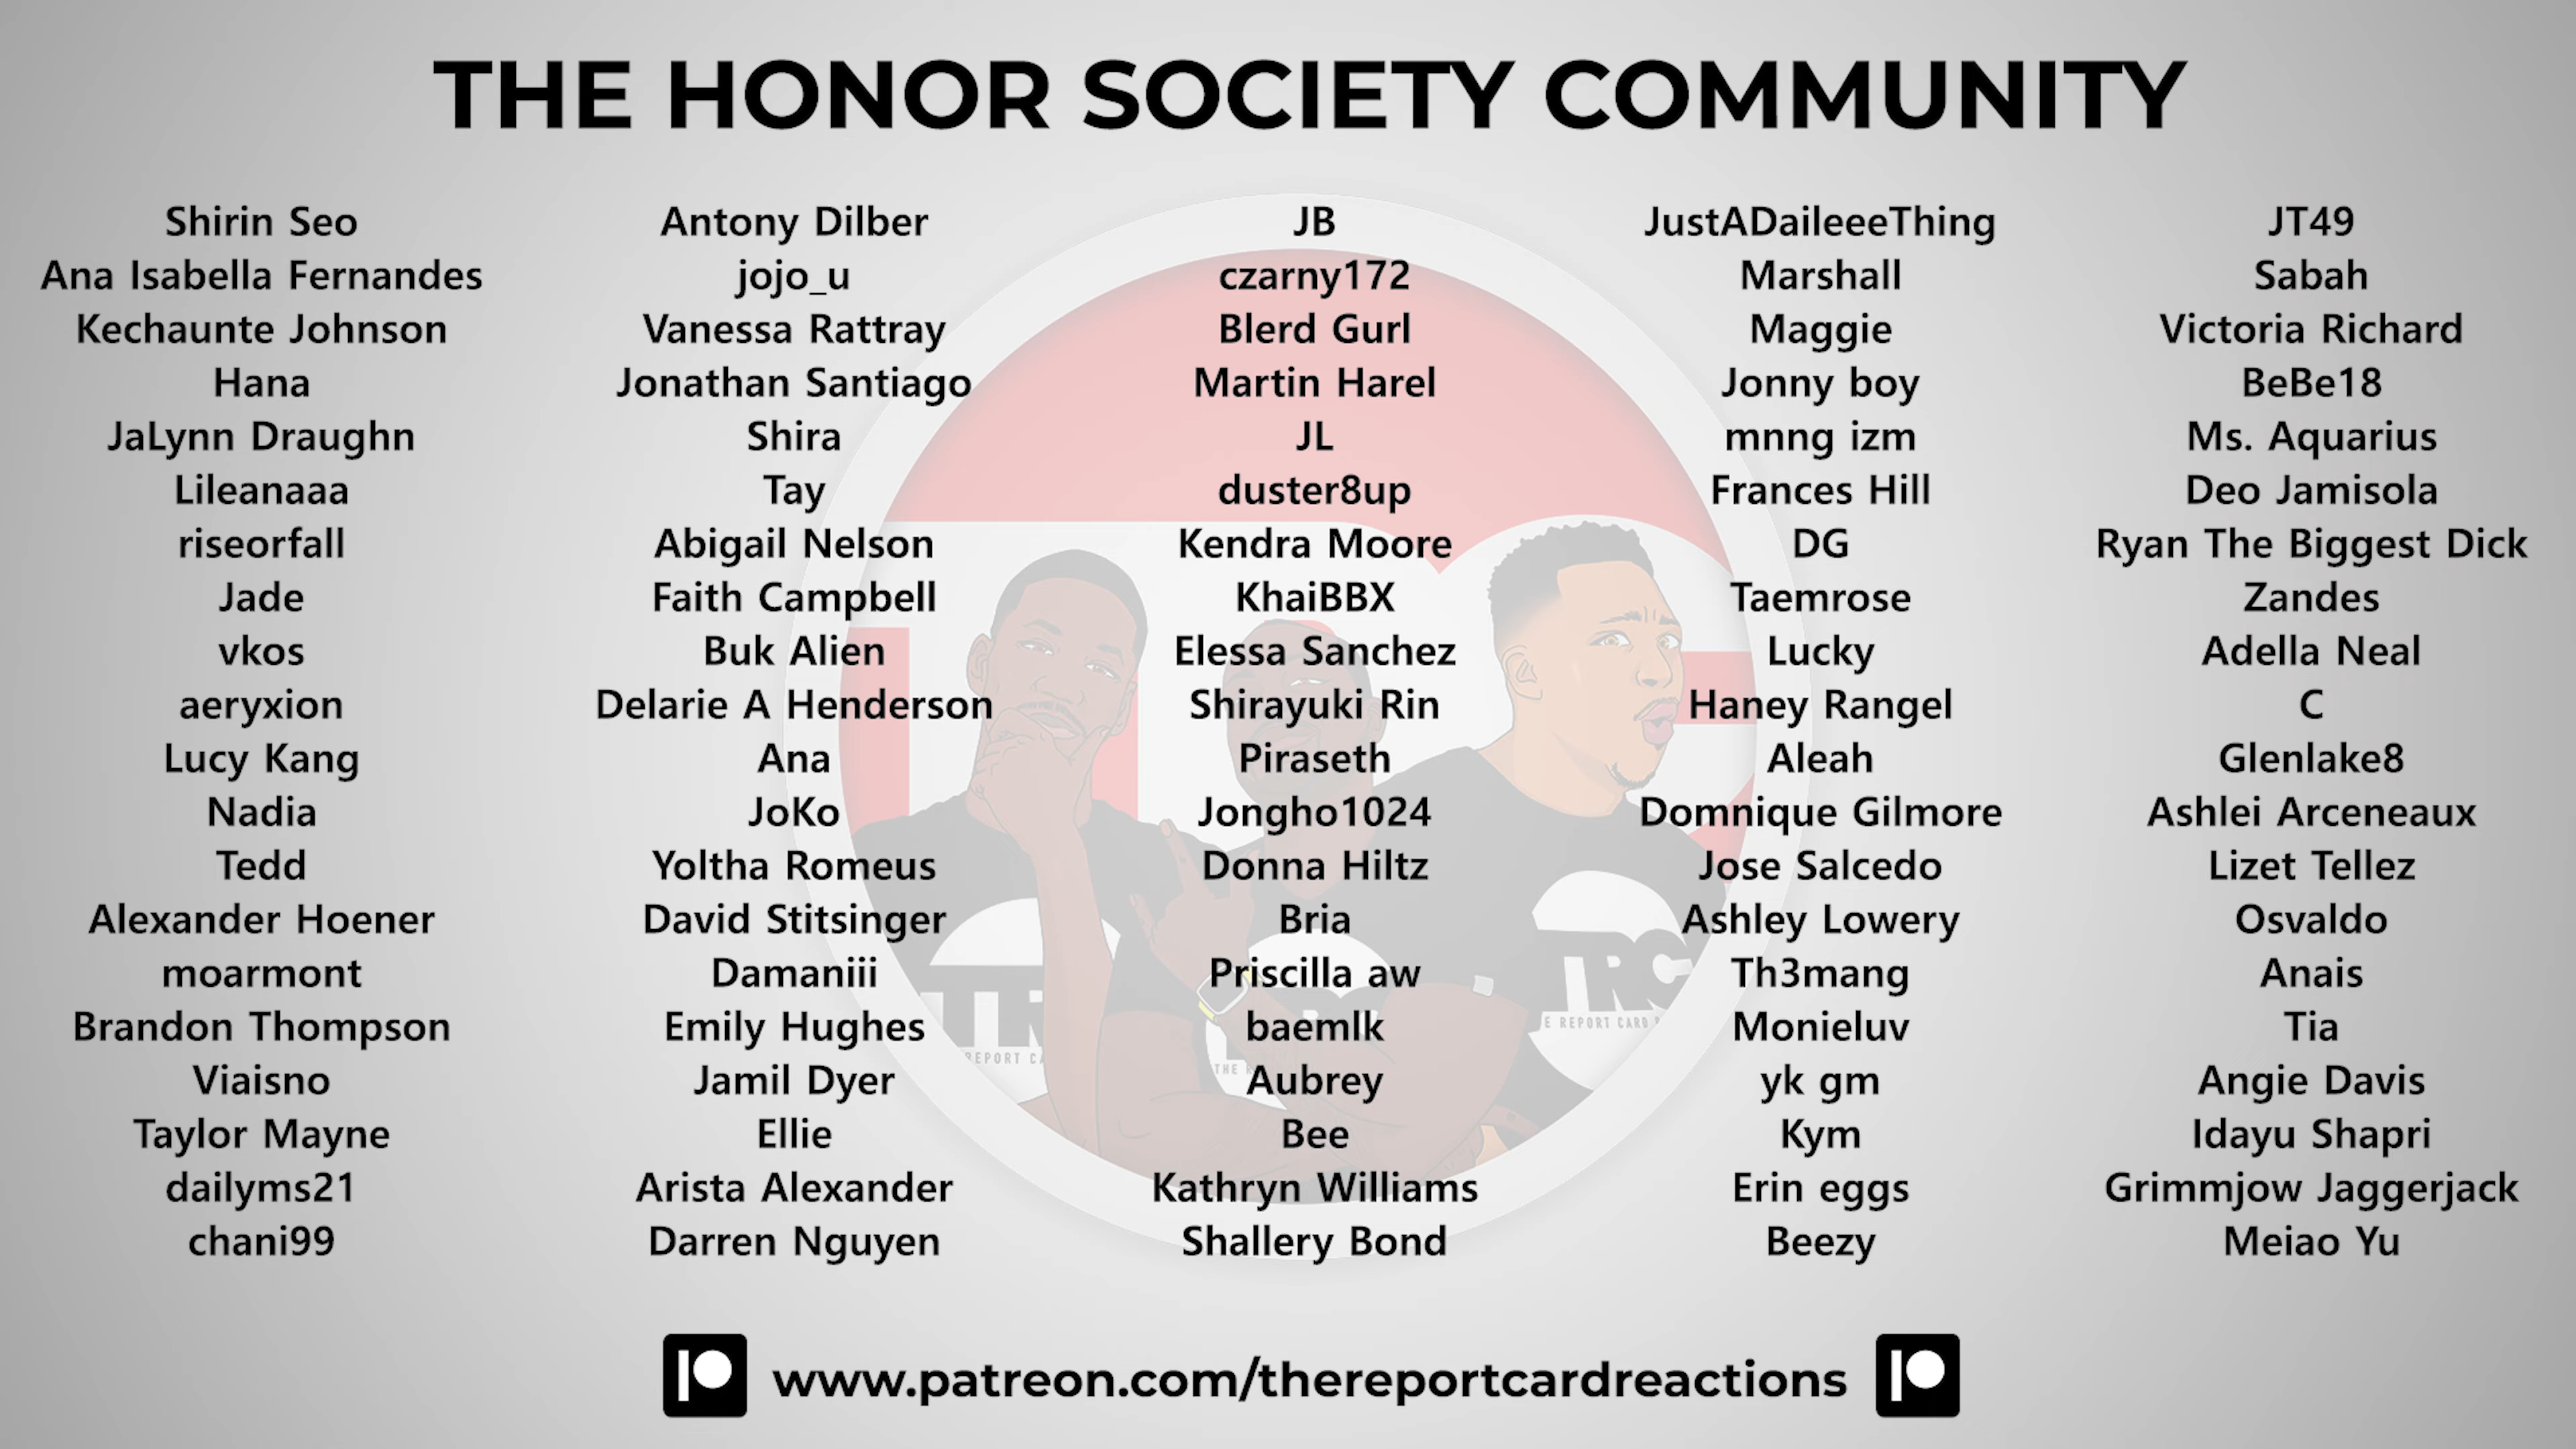 THE HONOR SOCIETY COMMUNITY
Shirin Seo
Ana Isabella Fernandes
Kechaunte Johnson
Hana
JaLynn Draughn
Lileanaaa
riseorfall
Jade
vkos
aeryxion
Lucy Kang
Nadia
Tedd
Alexander Hoener
moarmont
Brandon Thompson
Viaisno
Taylor Mayne
dailyms21
chani99
Antony Dilber
jojo_u
Vanessa Rattray
Jonathan Santiago
Shira
Tay
Abigail Nelson
Faith Campbell
Buk Alien
Delarie A Henderson
Ana
JoKo
Yoltha Romeus
David Stitsinger
Damaniii
Emily Hughes
Jamil Dyer
Ellie
Arista Alexander
Darren Nguyen
JB
czarny172
Blerd Gurl
Martin Harel
JL
duster8up
Kendra Moore
KhaiBBX
Elessa Sanchez
Shirayuki Rin
Piraseth
Jongho1024
Donna Hiltz
Bria
Priscilla aw
baemlk
Aubrey
Bee
Kathryn Williams
Shallery Bond
JustADaileeeThing
Marshall
Maggie
Jonny boy
mnng izm
Frances Hill
DG
Taemrose
Lucky
Haney Rangel
Aleah
Domnique Gilmore
Jose Salcedo
Ashley Lowery
Th3mang
Monieluv
yk gm
Kym
Erin eggs
Beezy
JT49
Sabah
Victoria Richard
BeBe18
Ms. Aquarius
Deo Jamisola
Ryan The Biggest Dick
Zandes
Adella Neal
C
Glenlake8
Ashlei Arceneaux
Lizet Tellez
Osvaldo
Anais
Tia
Angie Davis
Idayu Shapri
Grimmjow Jaggerjack
Meiao Yu
TRC
REPORT CARD
www.patreon.com/thereportcardreactions